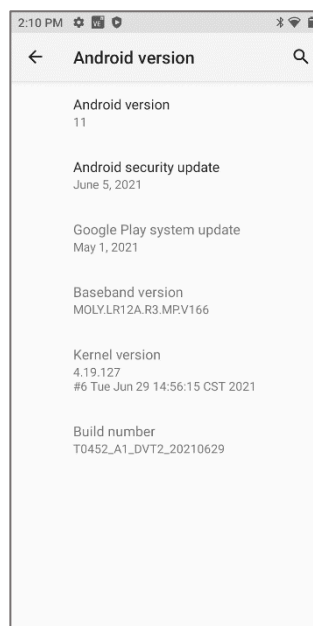 2:10 PM
Android version
Android version
11
Android security update
June 5, 2021
Google Play system update
May 1, 2021
Baseband version
MOLY.LR12A.R3.MP.V166
Kernel version
4.19.127
#6 Tue Jun 29 14:56:15 CST 2021
Build number
T0452_A1_DVT2_20210629